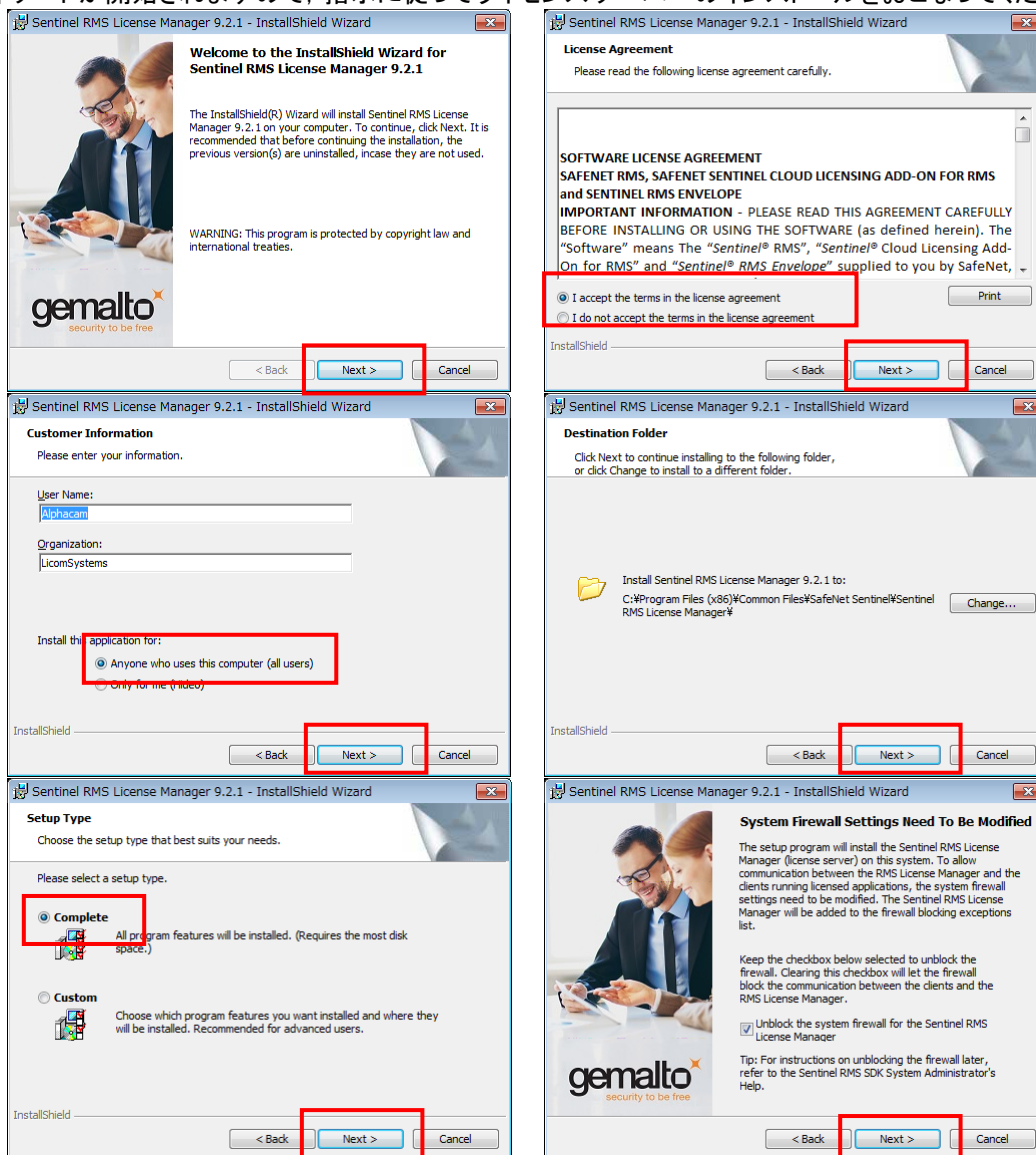 が開始されますので, 指示に従って
Sentinel RMS License Manager 9.2.1 - InstallShield Wizard
Welcome to the InstallShield Wizard for
Sentinel RMS License Manager 9.2.1
The InstallShield(R) Wizard will install Sentinel RMS License
Manager 9.2.1 on your computer. To continue, click Next. It is
recommended that before continuing the installation, the
previous version(s) are uninstalled, incase they are not used.
WARNING: This program is protected by copyright law and
international treaties.
gemalto
security to be free
< Back
Next >
Cancel
Sentinel RMS License Manager 9.2.1 - InstallShield Wizard
License Agreement
Please read the following license agreement carefully.
SOFTWARE LICENSE AGREEMENT
SAFENET RMS, SAFENET SENTINEL CLOUD LICENSING ADD-ON FOR RMS
and SENTINEL RMS ENVELOPE
IMPORTANT INFORMATION - PLEASE READ THIS AGREEMENT CAREFULLY
BEFORE INSTALLING OR USING THE SOFTWARE (as defined herein). The
“Software” means The “Sentinel® RMS”, “Sentinel® Cloud Licensing Add-
On for RMS” and “Sentinel® RMS Envelope” supplied to you by SafeNet,
I accept the terms in the license agreement
Print
I do not accept the terms in the license agreement
InstallShield
< Back
Next >
Cancel
Sentinel RMS License Manager 9.2.1 - InstallShield Wizard
Customer Information
Please enter your information.
User Name:
Alphacam
Organization:
LicomSystems
Install this application for:
Anyone who uses this computer (all users)
Only for me (Hideo)
InstallShield
< Back
Next >
Cancel
Sentinel RMS License Manager 9.2.1 - InstallShield Wizard
Destination Folder
Click Next to continue installing to the following folder,
or click Change to install to a different folder.
Install Sentinel RMS License Manager 9.2.1 to:
C:¥Program Files (x86)¥Common Files¥SafeNet Sentinel¥Sentinel
RMS License Manager¥
Change...
InstallShield
< Back
Next >
Cancel
Sentinel RMS License Manager 9.2.1 - InstallShield Wizard
Setup Type
Choose the setup type that best suits your needs.
Please select a setup type.
Complete
All program features will be installed. (Requires the most disk
space.)
Custom
Choose which program features you want installed and where they
will be installed. Recommended for advanced users.
InstallShield
< Back
Next >
Cancel
Sentinel RMS License Manager 9.2.1 - InstallShield Wizard
System Firewall Settings Need To Be Modified
The setup program will install the Sentinel RMS License
Manager (license server) on this system. To allow
communication between the RMS License Manager and the
clients running licensed applications, the system firewall
settings need to be modified. The Sentinel RMS License
Manager will be added to the firewall blocking exceptions
list.
Keep the checkbox below selected to unblock the
firewall. Clearing this checkbox will let the firewall
block the communication between the clients and the
RMS License Manager.
Unblock the system firewall for the Sentinel RMS
License Manager
Tip: For instructions on unblocking the firewall later,
refer to the Sentinel RMS SDK System Administrator's
Help.
gemalto
security to be free
< Back
Next >
Cancel